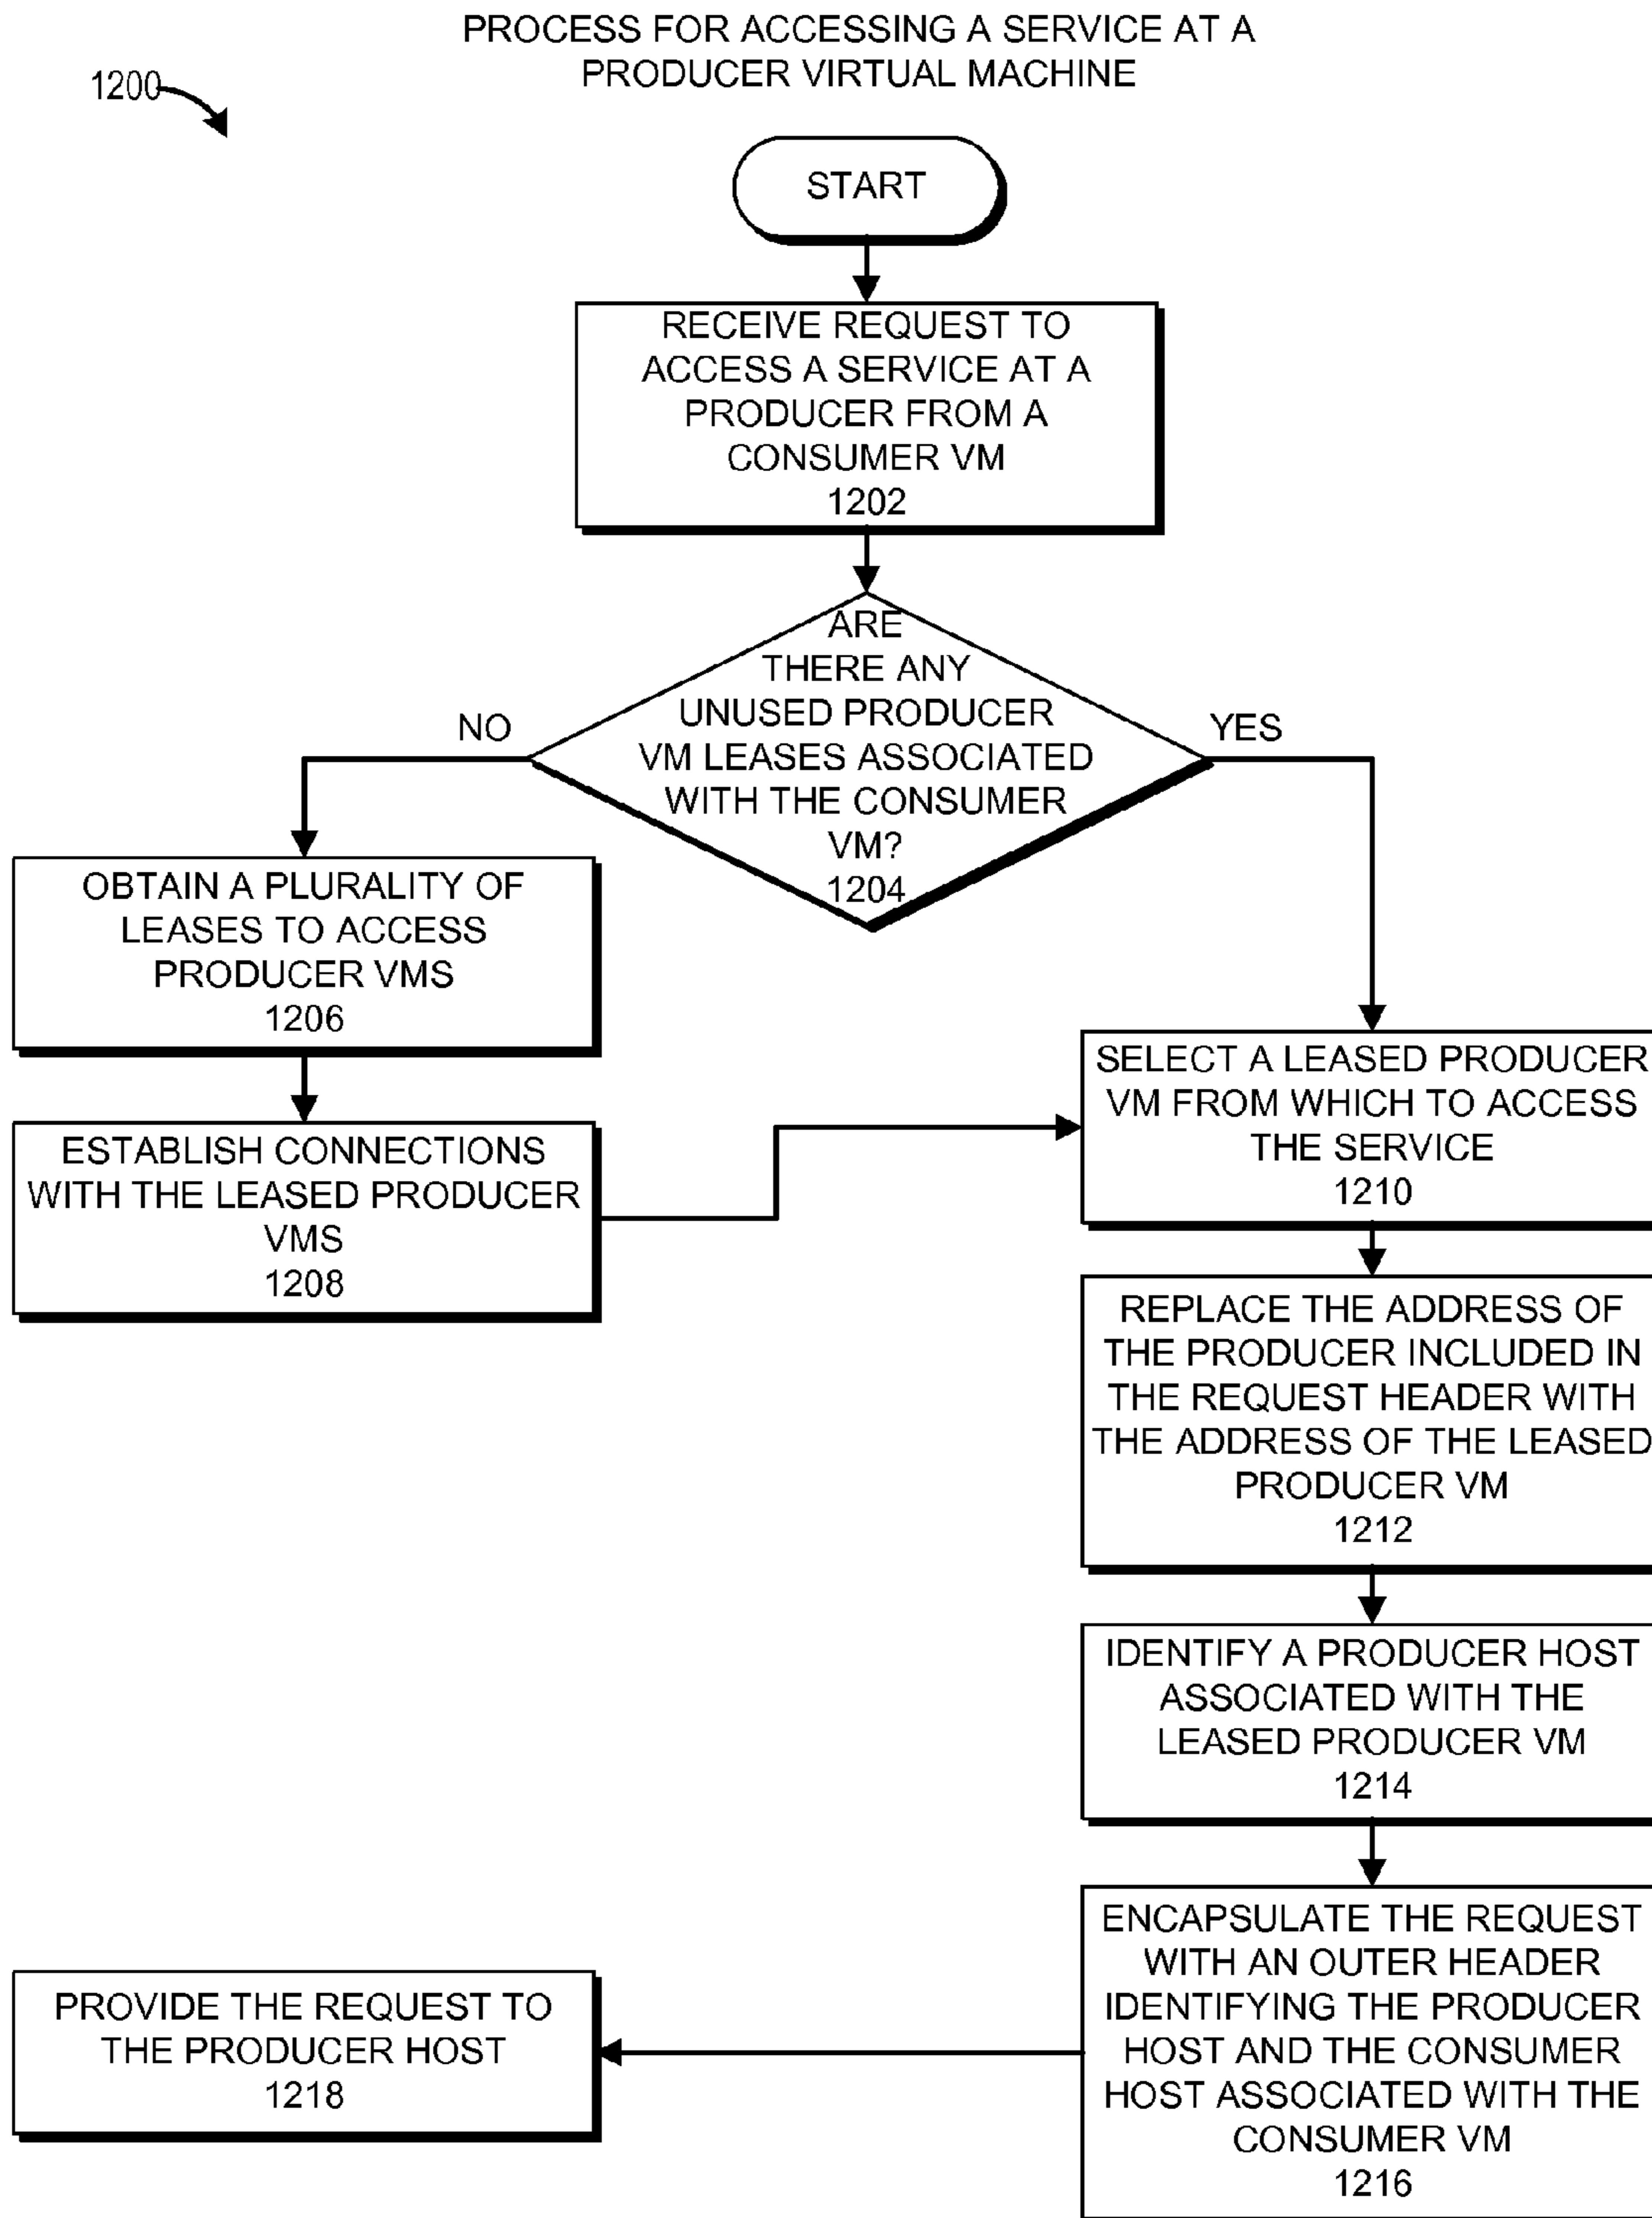 PROCESS FOR ACCESSING A SERVICE AT A
PRODUCER VIRTUAL MACHINE
1200
START
RECEIVE REQUEST TO
ACCESS A SERVICE AT A
PRODUCER FROM A
CONSUMER VM
1202
ARE
THERE ANY
UNUSED PRODUCER
VM LEASES ASSOCIATED
WITH THE CONSUMER
VM?
1204
NO
YES
OBTAIN A PLURALITY OF
LEASES TO ACCESS
PRODUCER VMS
1206
ESTABLISH CONNECTIONS
WITH THE LEASED PRODUCER
VMS
1208
SELECT A LEASED PRODUCER
VM FROM WHICH TO ACCESS
THE SERVICE
1210
REPLACE THE ADDRESS OF
THE PRODUCER INCLUDED IN
THE REQUEST HEADER WITH
THE ADDRESS OF THE LEASED
PRODUCER VM
1212
IDENTIFY A PRODUCER HOST
ASSOCIATED WITH THE
LEASED PRODUCER VM
1214
ENCAPSULATE THE REQUEST
WITH AN OUTER HEADER
IDENTIFYING THE PRODUCER
HOST AND THE CONSUMER
HOST ASSOCIATED WITH THE
CONSUMER VM
1216
PROVIDE THE REQUEST TO
THE PRODUCER HOST
1218